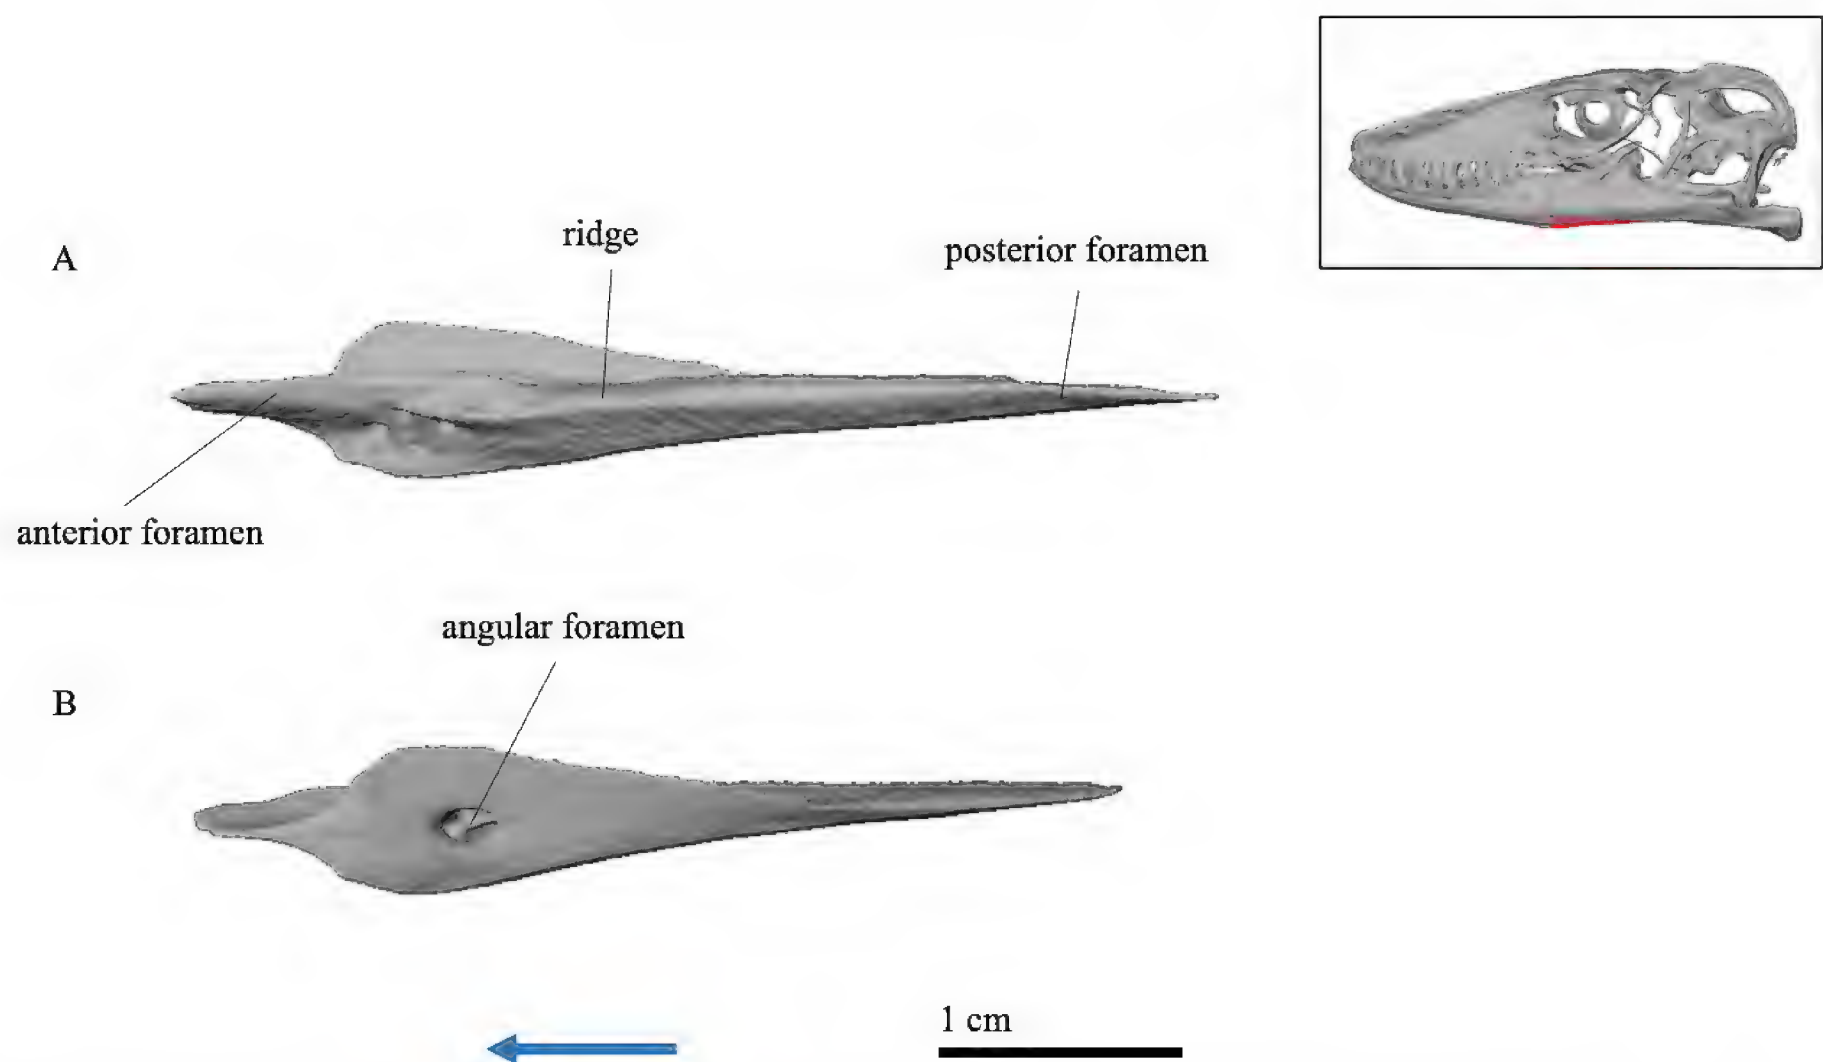 A
ridge
posterior foramen
anterior foramen
angular foramen
B
1 cm